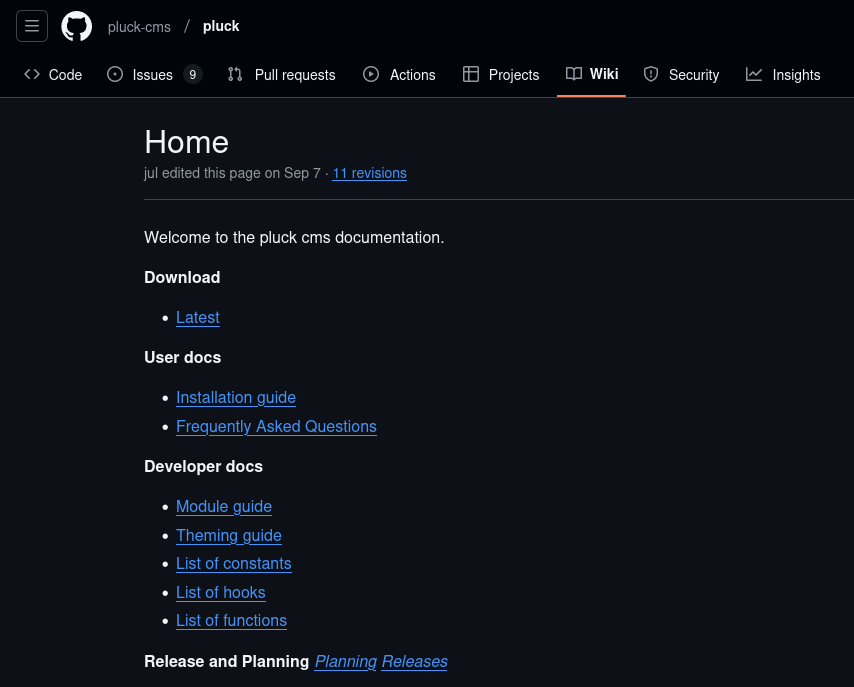 pluck-cms / pluck
Code Issues 9 Pull requests Actions Projects Wiki Security Insights
Home
jul edited this page on Sep 7 · 11 revisions
Welcome to the pluck cms documentation.
Download
• Latest
User docs
• Installation guide
• Frequently Asked Questions
Developer docs
• Module guide
• Theming guide
• List of constants
• List of hooks
• List of functions
Release and Planning Planning Releases